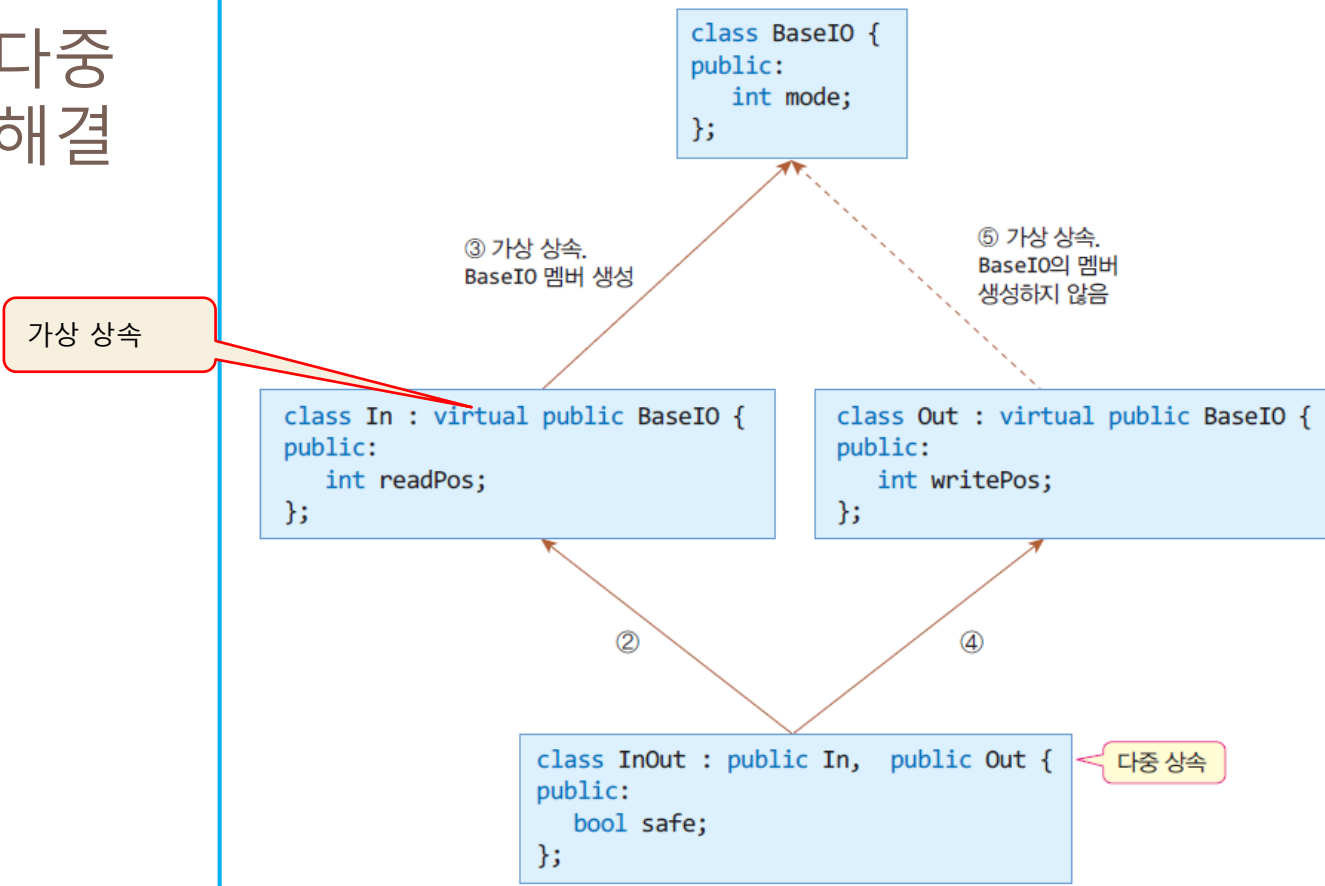 다중
해결
class BaseIO {
public:
int mode;
};
③ 가상 상속.
BaseIO 멤버 생성
⑤ 가상 상속.
BaseIO의 멤버
생성하지 않음
가상 상속
class In : virtual public BaseIO {
public:
int readPos;
};
class Out : virtual public BaseIO {
public:
int writePos;
};
②
④
class InOut : public In, public Out {
public:
bool safe;
};
다중 상속